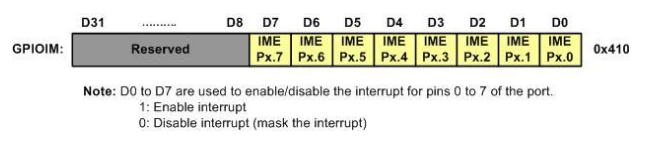 D31 .......... D8 D7 D6 D5 D4 D3 D2 D1 D0
GPIOIM: Reserved IME Px.7 IME Px.6 IME Px.5 IME Px.4 IME Px.3 IME Px.2 IME Px.1 IME Px.0 0x410
Note: D0 to D7 are used to enable/disable the interrupt for pins 0 to 7 of the port.
1: Enable interrupt
0: Disable interrupt (mask the interrupt)